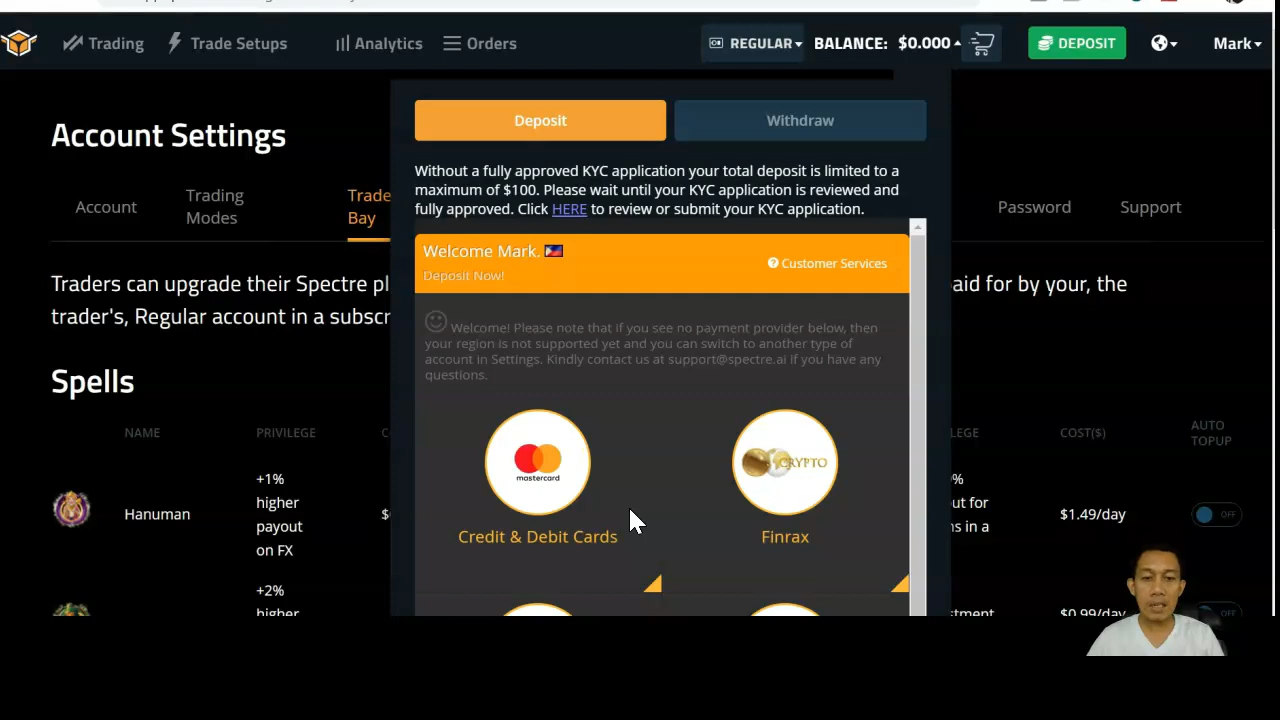 Trading
Trade Setups
Analytics
Orders
REGULAR
BALANCE: $0.000
DEPOSIT
Mark
Deposit
Withdraw
Account Settings
Without a fully approved KYC application your total deposit is limited to a
maximum of $100. Please wait until your KYC application is reviewed and
fully approved. Click HERE to review or submit your KYC application.
Account
Trading
Modes
Trade
Bay
Password
Support
Welcome Mark.
Deposit Now!
Customer Services
Traders can upgrade their Spectre pl
aid for by your, the
trader's, Regular account in a subscr
Welcome! Please note that if you see no payment provider below, then
your region is not supported yet and you can switch to another type of
account in Settings. Kindly contact us at support@spectre.ai if you have any
questions.
Spells
NAME
PRIVILEGE
C
LEGE
COST($)
AUTO
TOPUP
mastercard
CRYPTO
Credit & Debit Cards
Finrax
Hanuman
+1%
higher
payout
on FX
$
%
ut for
ns in a
$1.49/day
OFF
+2%
higher
stment
$0.99/day
OFF